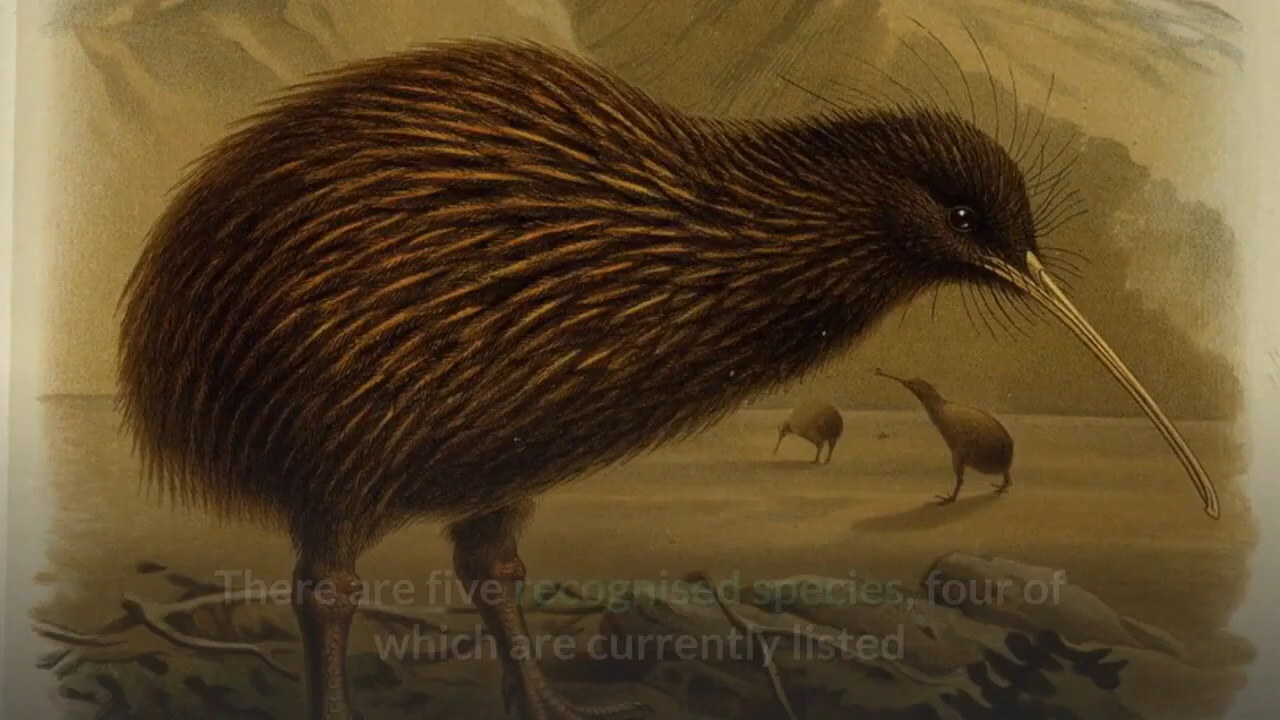 There are five recognised species, four of
which are currently listed